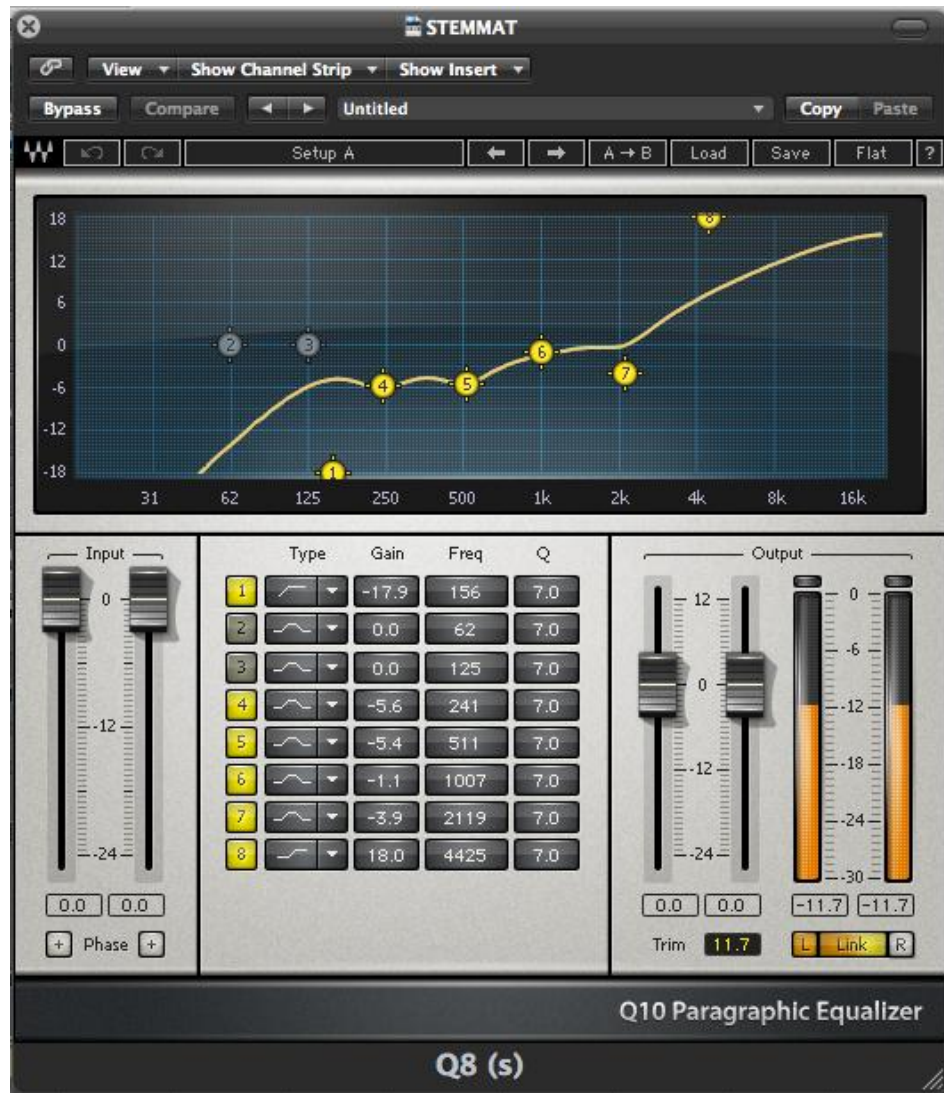 STEMMAT
View Show Channel Strip Show Insert
Bypass Compare Untitled Copy Paste
Setup A A → B Load Save Flat ?
18
12
6
0
-6
-12
-18
2 3 4 5 6 7 8 1
31 62 125 250 500 1k 2k 4k 8k 16k
Input
0
-12
-24
0.0 0.0
+ Phase +
Type Gain Freq Q
1 -17.9 156 7.0
2 0.0 62 7.0
3 0.0 125 7.0
4 -5.6 241 7.0
5 -5.4 511 7.0
6 -1.1 1007 7.0
7 -3.9 2119 7.0
8 18.0 4425 7.0
Output
12
0
-12
-24
0
-6
-12
-18
-24
-30
0.0 0.0 -11.7 -11.7
Trim 11.7 L Link R
Q10 Paragraphic Equalizer
Q8 (s)